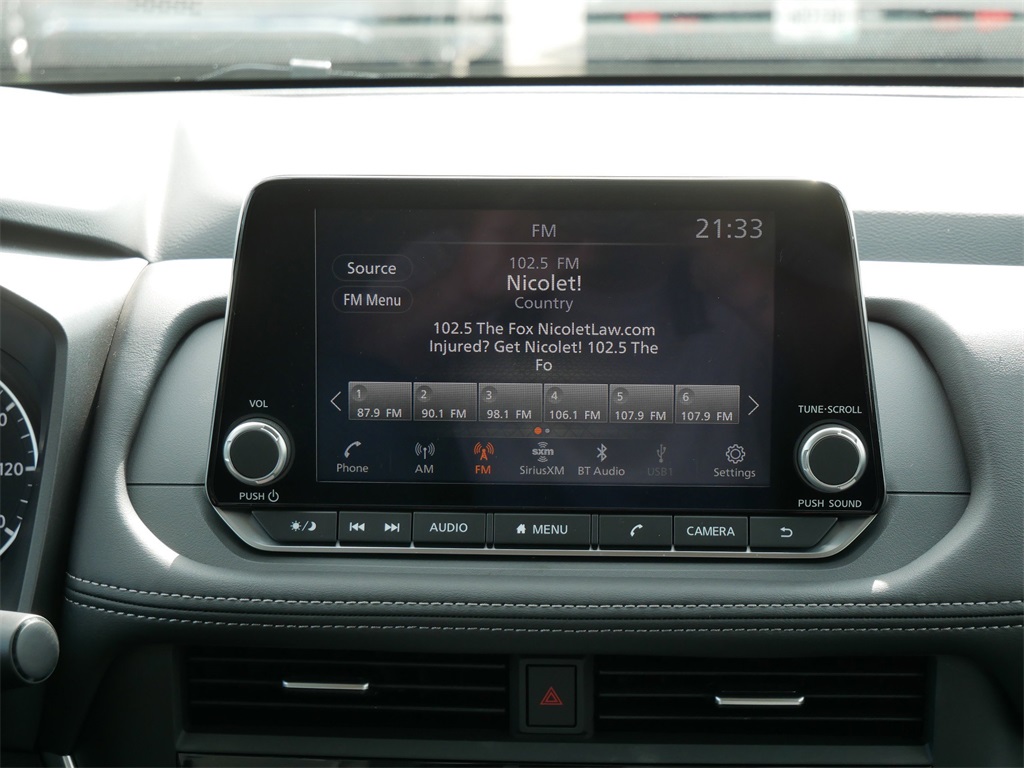 FM
21:33
Source
FM Menu
102.5 FM
Nicolet!
Country
102.5 The Fox NicoletLaw.com
Injured? Get Nicolet! 102.5 The
Fo
1 2 3 4 5 6
87.9 FM 90.1 FM 98.1 FM 106.1 FM 107.9 FM 107.9 FM
Phone AM FM SiriusXM BT Audio USB1 Settings
sxm
VOL
PUSH
TUNE·SCROLL
PUSH SOUND
AUDIO MENU CAMERA
120